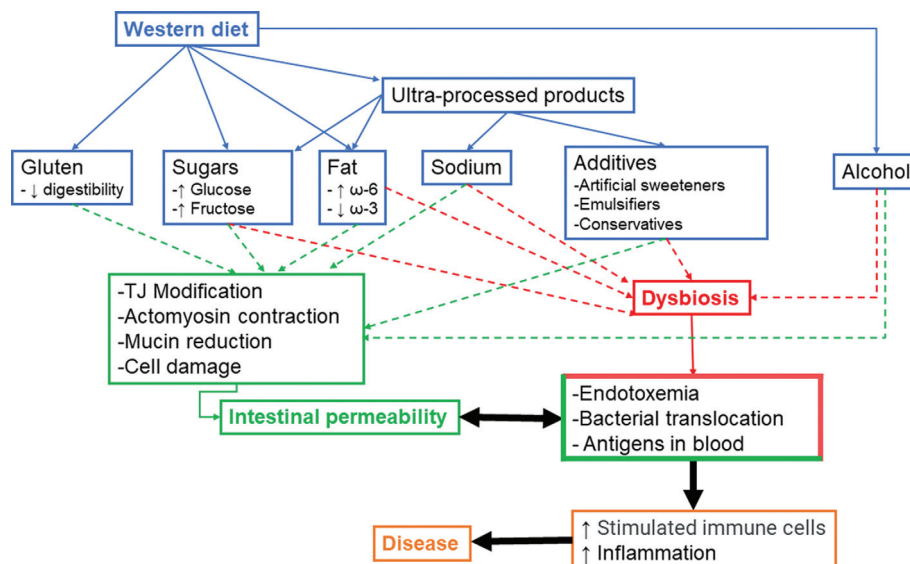 Western diet
Ultra-processed products
Gluten
- ↓ digestibility
Sugars
-↑ Glucose
-↑ Fructose
Fat
- ↑ ω-6
- ↓ ω-3
Sodium
Additives
-Artificial sweeteners
-Emulsifiers
-Conservatives
Alcohol
-TJ Modification
-Actomyosin contraction
-Mucin reduction
-Cell damage
Dysbiosis
Intestinal permeability
-Endotoxemia
-Bacterial translocation
- Antigens in blood
Disease
↑ Stimulated immune cells
↑ Inflammation